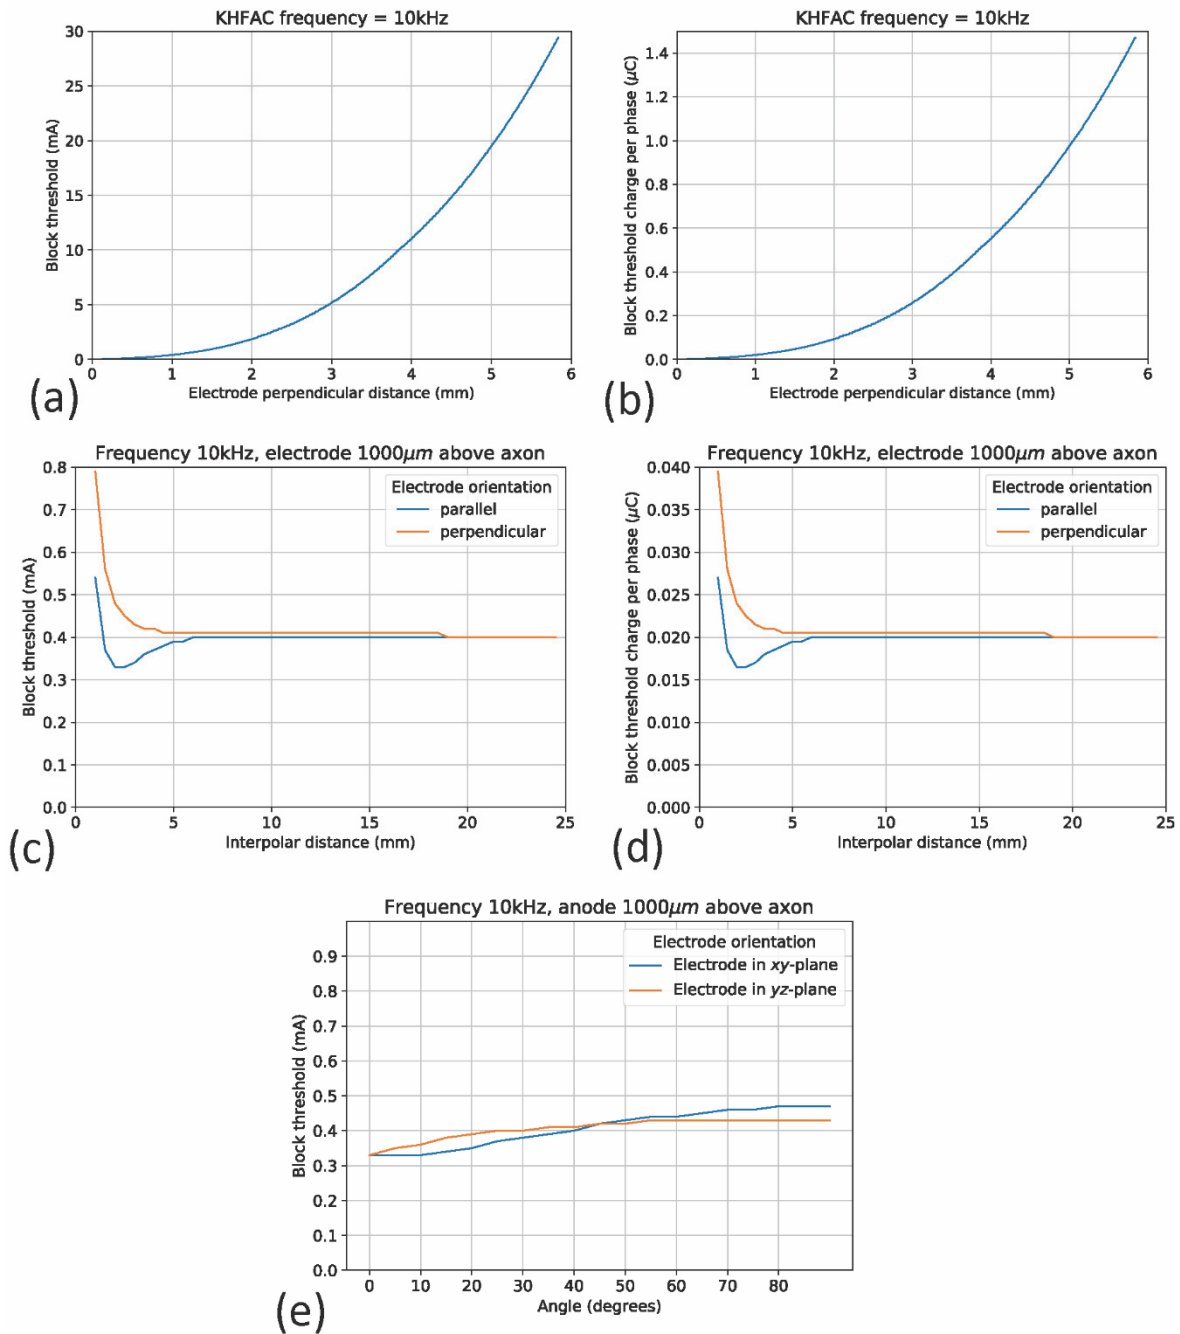 KHFAC frequency = 10kHz
Block threshold (mA)
30
25
20
15
10
5
0
0 1 2 3 4 5 6
Electrode perpendicular distance (mm)
(a)
KHFAC frequency = 10kHz
Block threshold charge per phase (μC)
1.4
1.2
1.0
0.8
0.6
0.4
0.2
0.0
0 1 2 3 4 5 6
Electrode perpendicular distance (mm)
(b)
Frequency 10kHz, electrode 1000μm above axon
Block threshold (mA)
0.8
0.7
0.6
0.5
0.4
0.3
0.2
0.1
0.0
Electrode orientation
parallel
perpendicular
0 5 10 15 20 25
Interpolar distance (mm)
(c)
Frequency 10kHz, electrode 1000μm above axon
Block threshold charge per phase (μC)
0.040
0.035
0.030
0.025
0.020
0.015
0.010
0.005
0.000
Electrode orientation
parallel
perpendicular
0 5 10 15 20 25
Interpolar distance (mm)
(d)
Frequency 10kHz, anode 1000μm above axon
Block threshold (mA)
0.9
0.8
0.7
0.6
0.5
0.4
0.3
0.2
0.1
0.0
Electrode orientation
Electrode in xy-plane
Electrode in yz-plane
0 10 20 30 40 50 60 70 80
Angle (degrees)
(e)